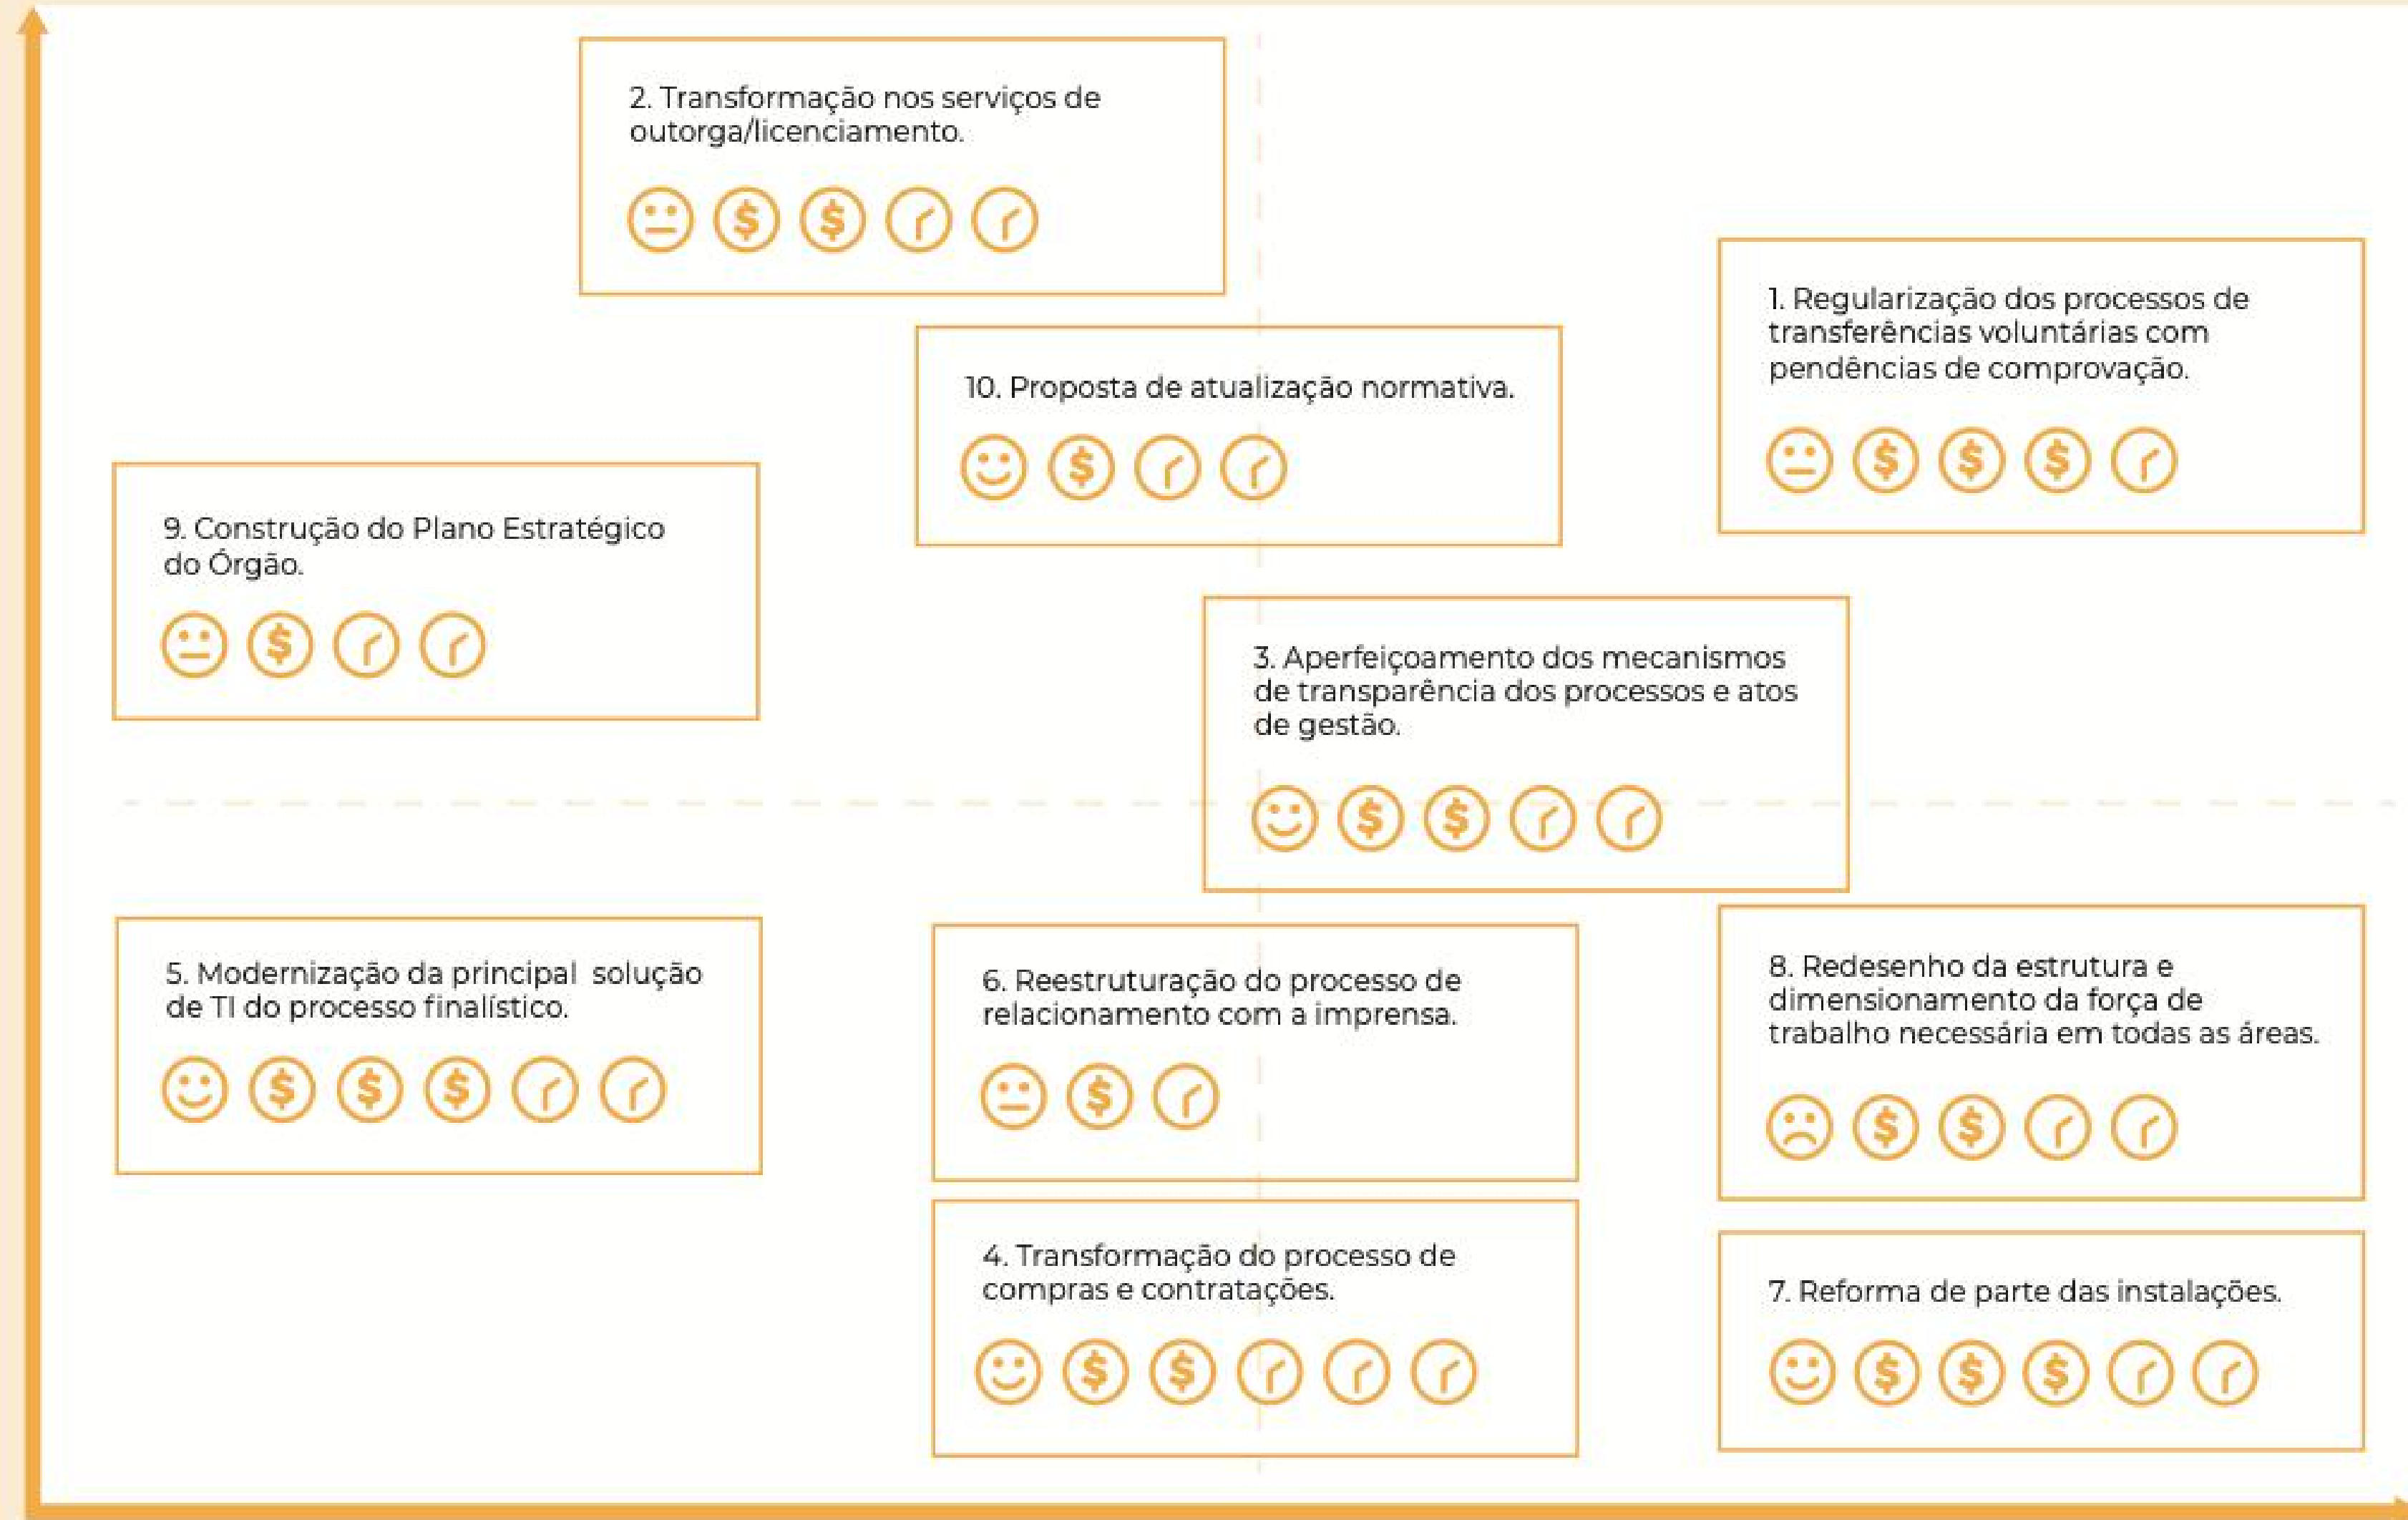 2. Transformação nos serviços de
outorga/licenciamento.
1. Regularização dos processos de
transferências voluntárias com
pendências de comprovação.
10. Proposta de atualização normativa.
9. Construção do Plano Estratégico
do Órgão.
3. Aperfeiçoamento dos mecanismos
de transparência dos processos e atos
de gestão.
5. Modernização da principal solução
de TI do processo finalístico.
6. Reestruturação do processo de
relacionamento com a imprensa.
8. Redesenho da estrutura e
dimensionamento da força de
trabalho necessária em todas as áreas.
4. Transformação do processo de
compras e contratações.
7. Reforma de parte das instalações.